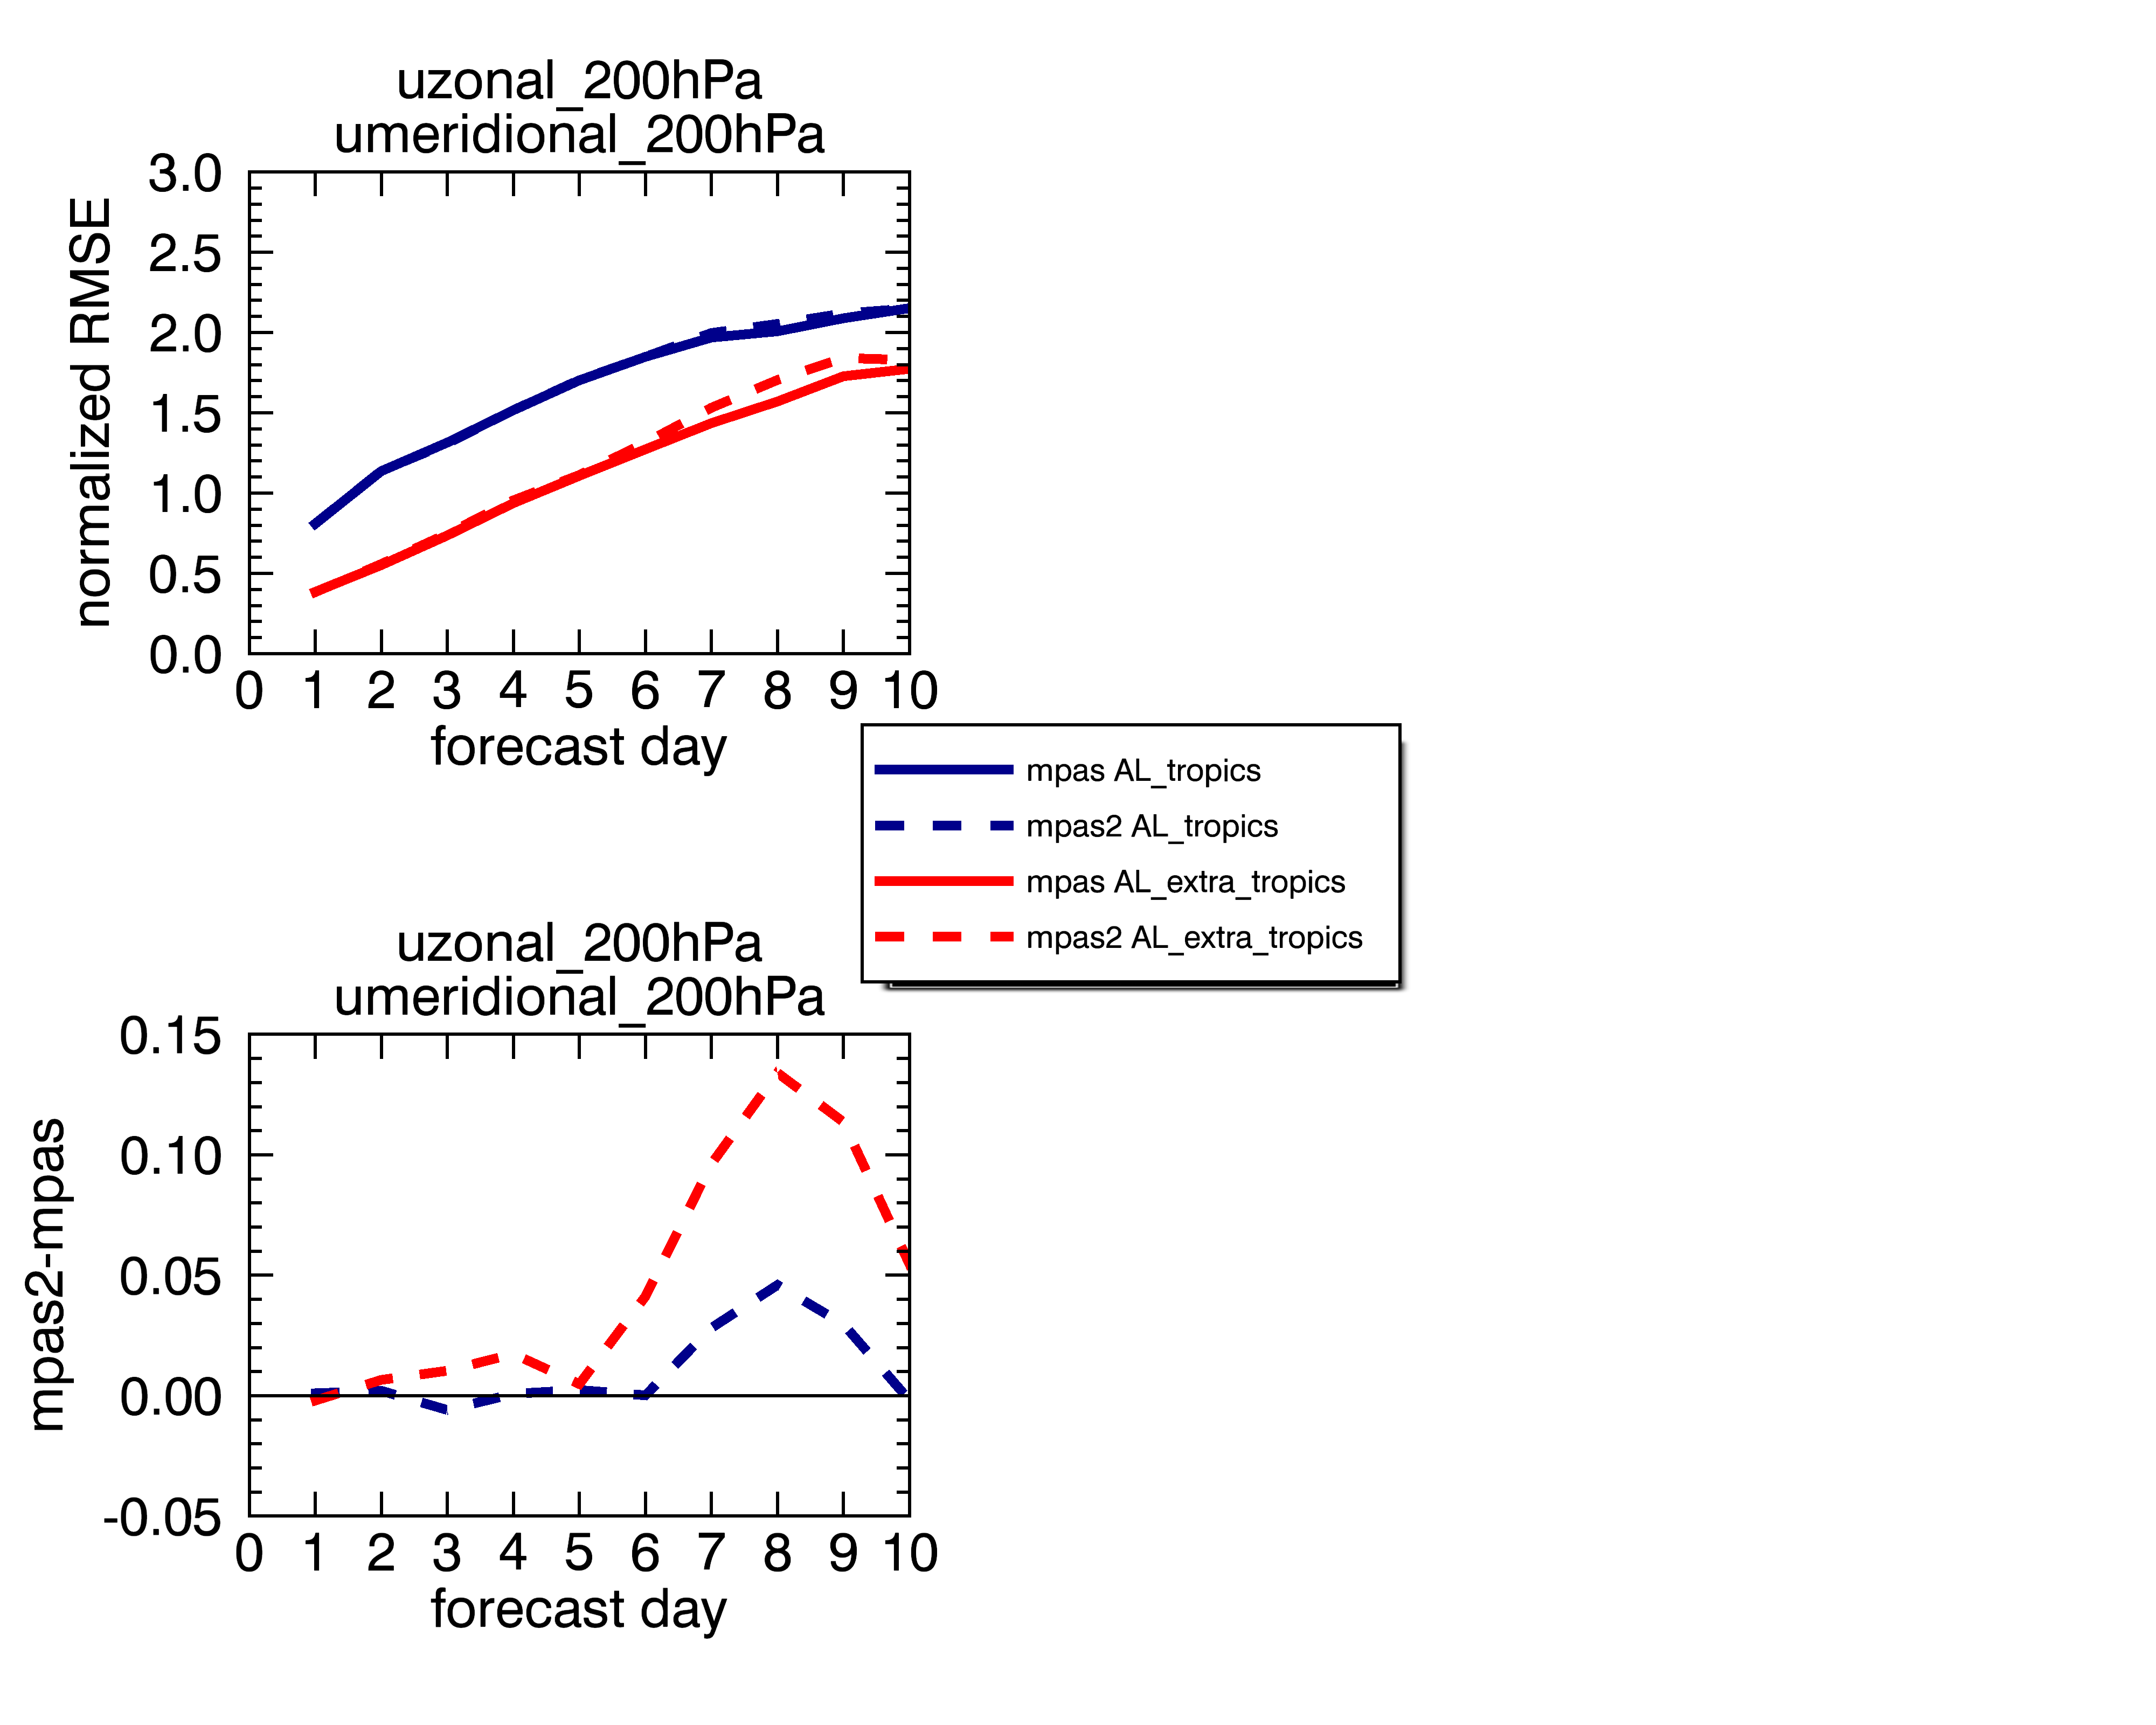 uzonal_200hPa
umeridional_200hPa
normalized RMSE
3.0
2.5
2.0
1.5
1.0
0.5
0.0
0 1 2 3 4 5 6 7 8 9 10
forecast day
mpas AL_tropics
mpas2 AL_tropics
mpas AL_extra_tropics
mpas2 AL_extra_tropics
uzonal_200hPa
umeridional_200hPa
mpas2-mpas
0.15
0.10
0.05
0.00
-0.05
0 1 2 3 4 5 6 7 8 9 10
forecast day